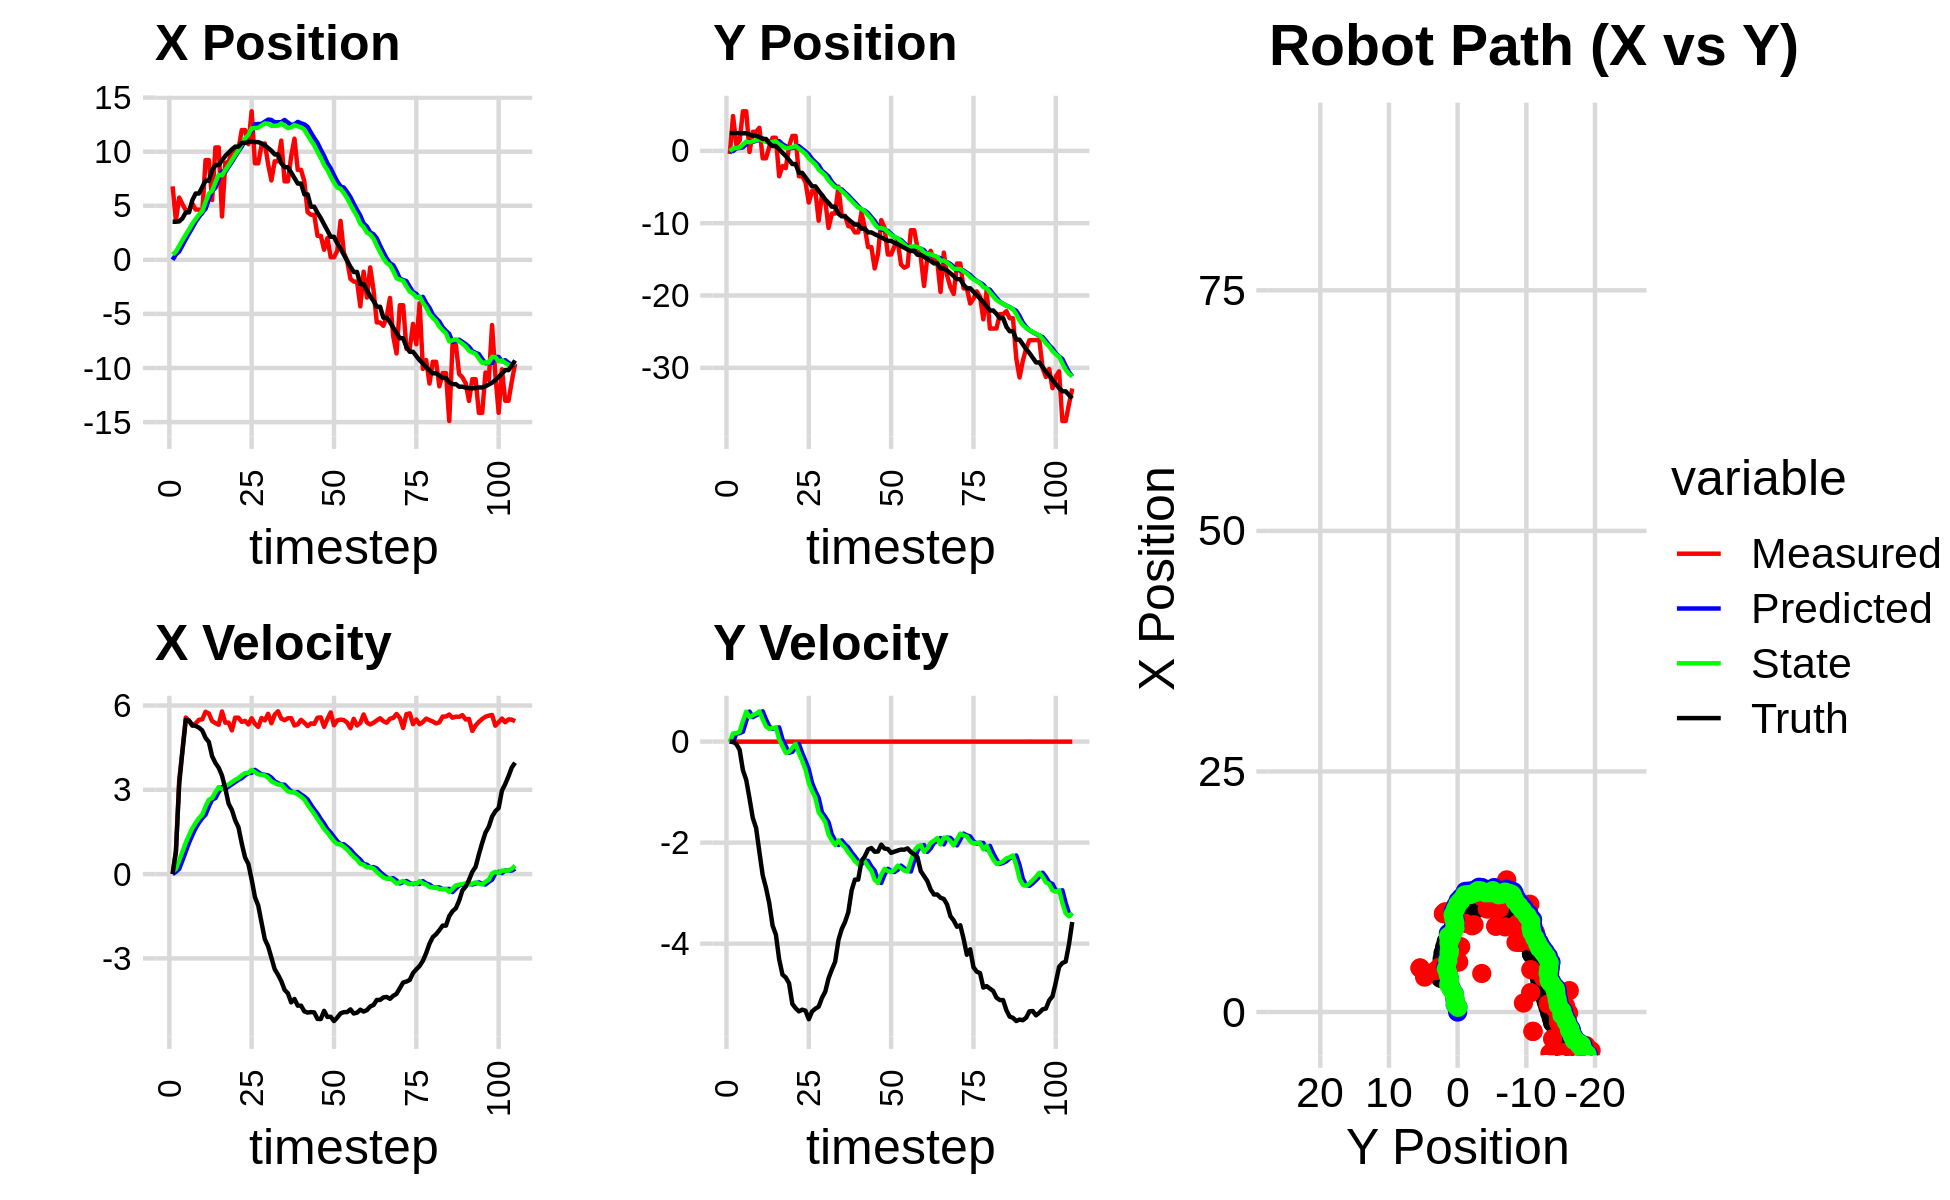 X Position
15
10
5
0
-5
-10
-15
0 25 50 75 100
timestep
Y Position
0
-10
-20
-30
0 25 50 75 100
timestep
X Velocity
6
3
0
-3
0 25 50 75 100
timestep
Y Velocity
0
-2
-4
0 25 50 75 100
timestep
Robot Path (X vs Y)
X Position
75
50
25
0
20 10 0 -10 -20
Y Position
variable
Measured
Predicted
State
Truth